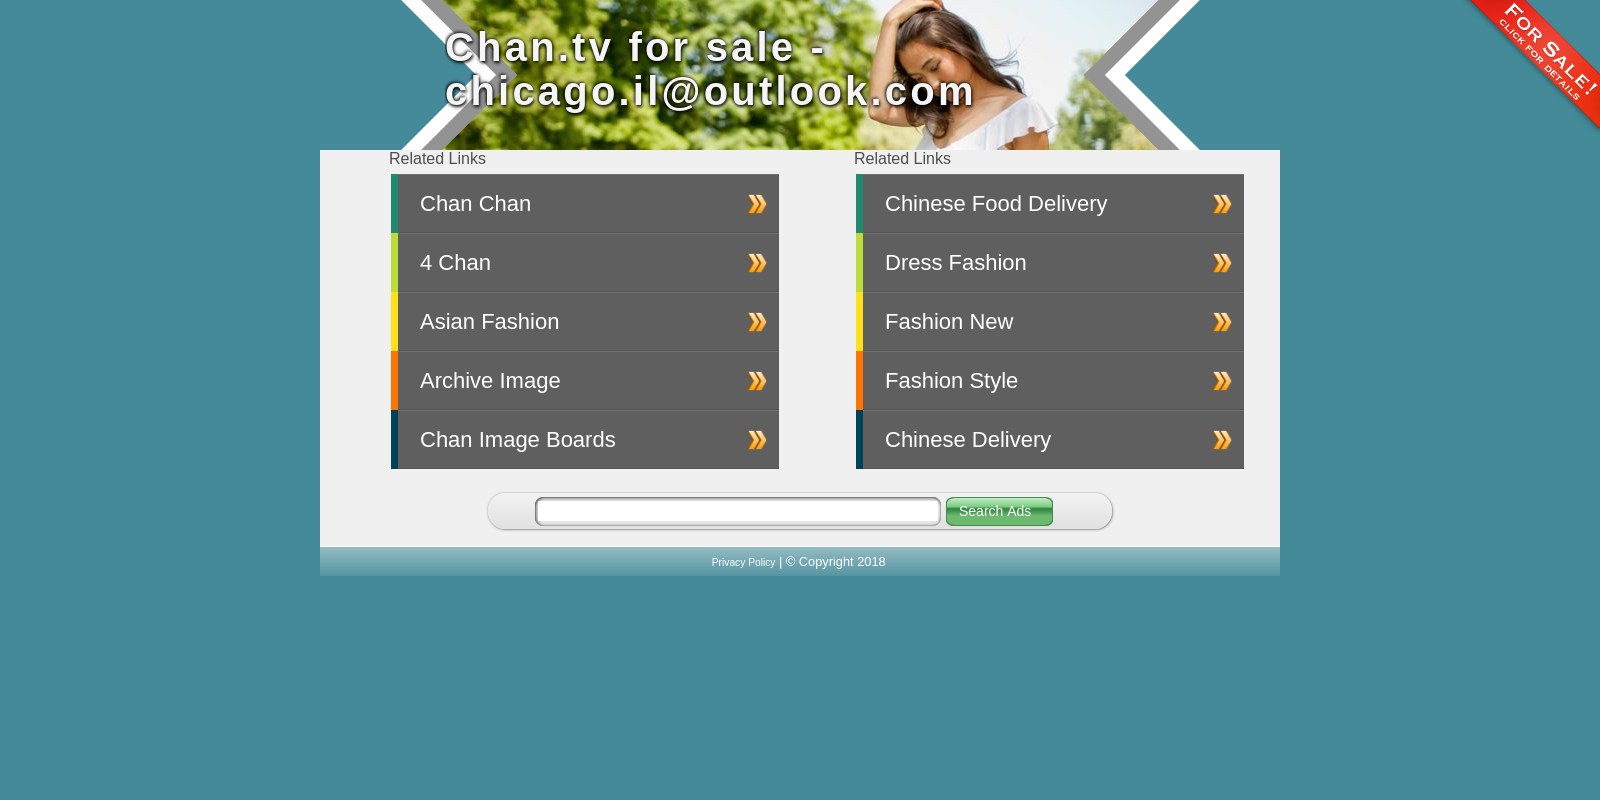 Chan.tv for sale -
chicago.il@outlook.com
FOR SALE!
CLICK FOR DETAILS
Related Links
Chan Chan
4 Chan
Asian Fashion
Archive Image
Chan Image Boards
Related Links
Chinese Food Delivery
Dress Fashion
Fashion New
Fashion Style
Chinese Delivery
Search Ads
Privacy Policy | © Copyright 2018